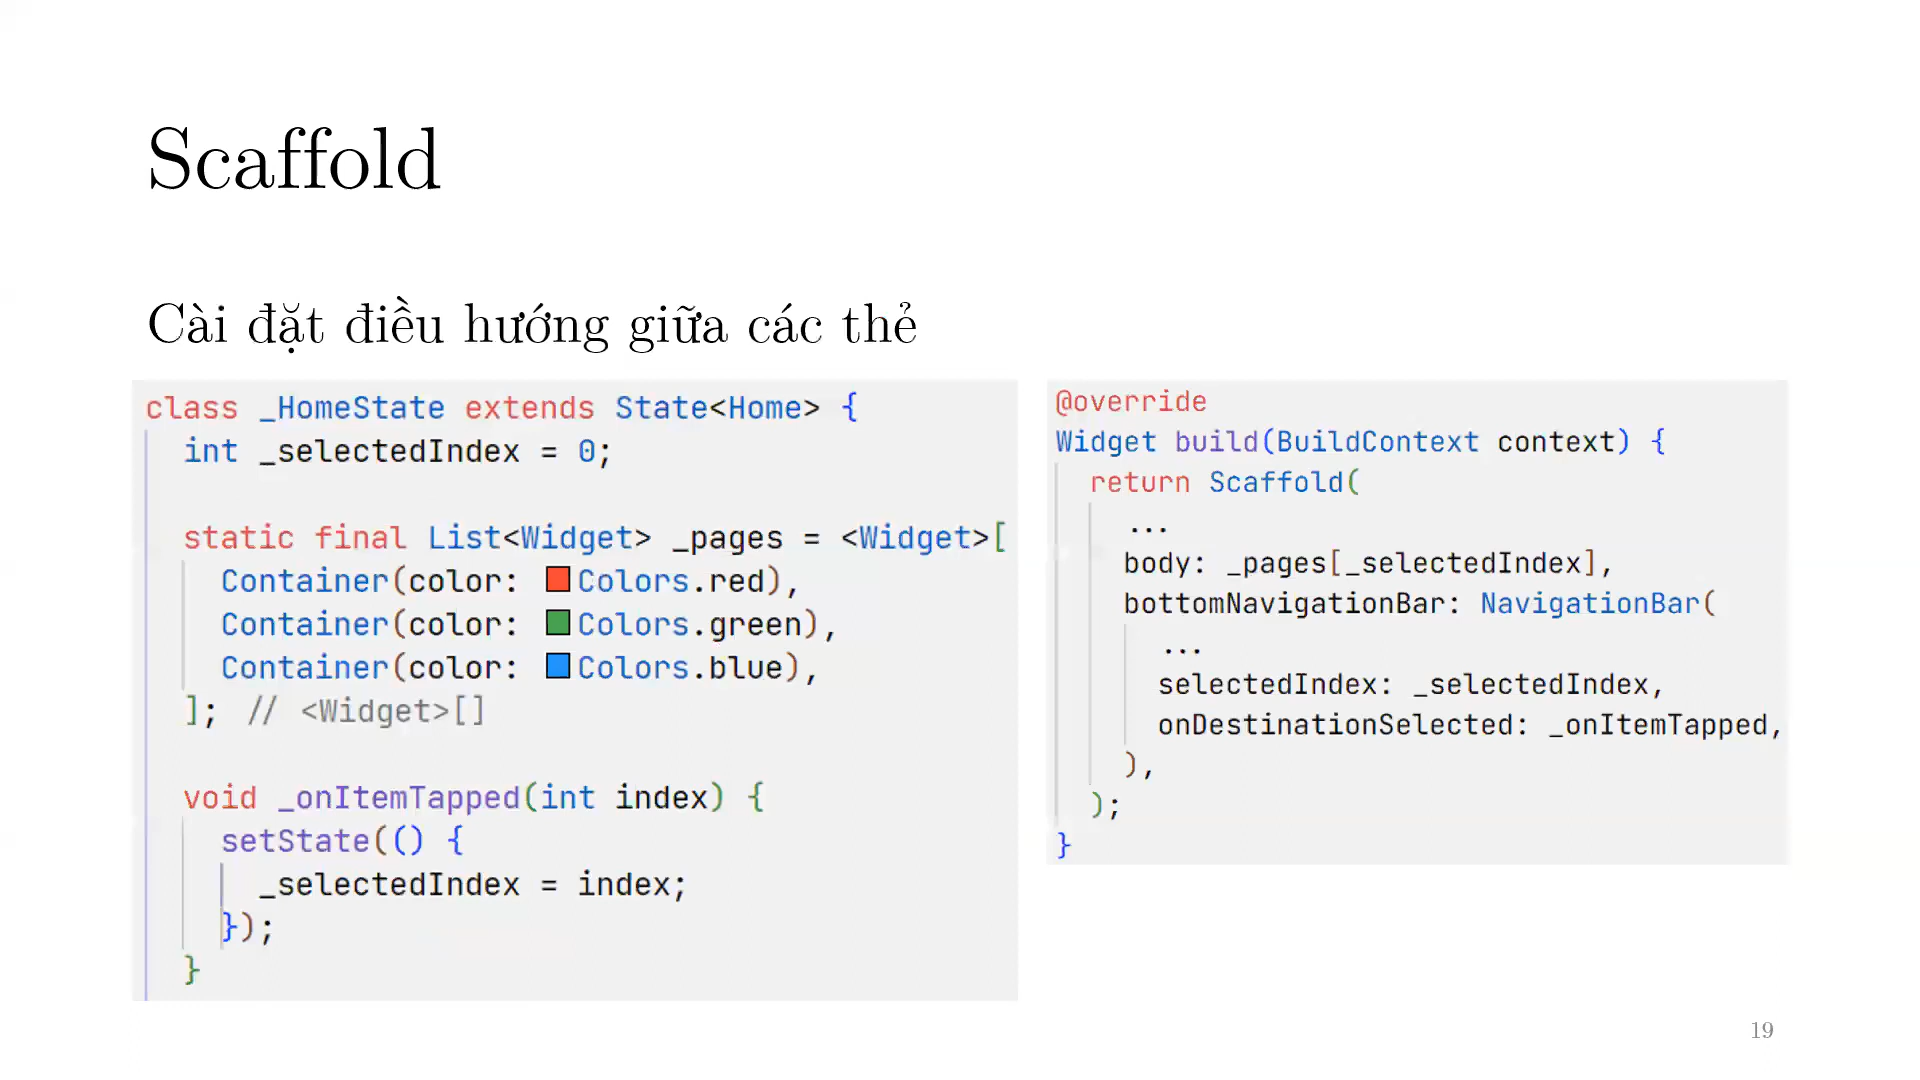 Scaffold
Cài đặt điều hướng giữa các thẻ
class _HomeState extends State<Home> {
int _selectedIndex = 0;
static final List<Widget> _pages = <Widget>[
Container(color: Colors.red),
Container(color: Colors.green),
Container(color: Colors.blue),
]; // <Widget>[]
void _onItemTapped(int index) {
setState(() {
_selectedIndex = index;
});
}
@override
Widget build(BuildContext context) {
return Scaffold(
...
body: _pages[_selectedIndex],
bottomNavigationBar: NavigationBar(
...
selectedIndex: _selectedIndex,
onDestinationSelected: _onItemTapped,
),
);
}
19